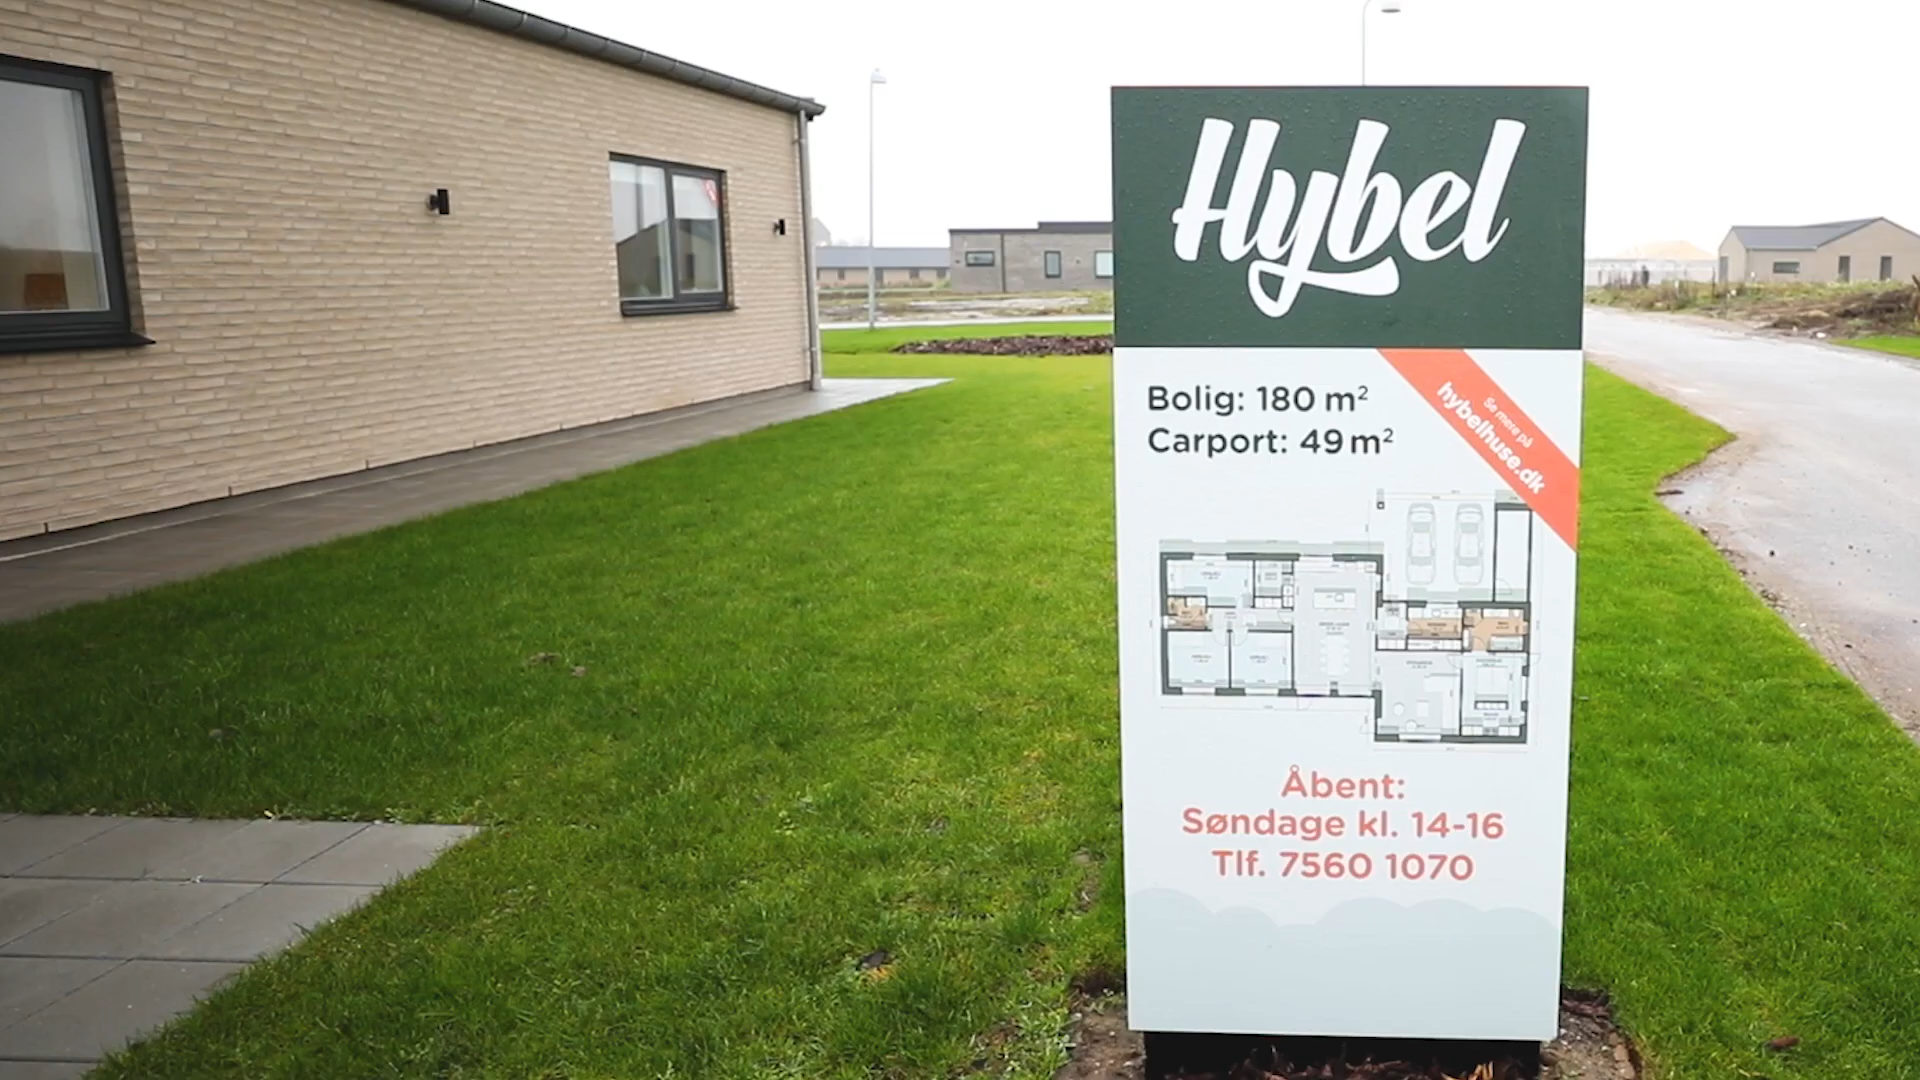 Hybel
Bolig: 180 m²
Carport: 49 m²
Se mere på
hybelhuse.dk
Åbent:
Søndage kl. 14-16
Tlf. 7560 1070